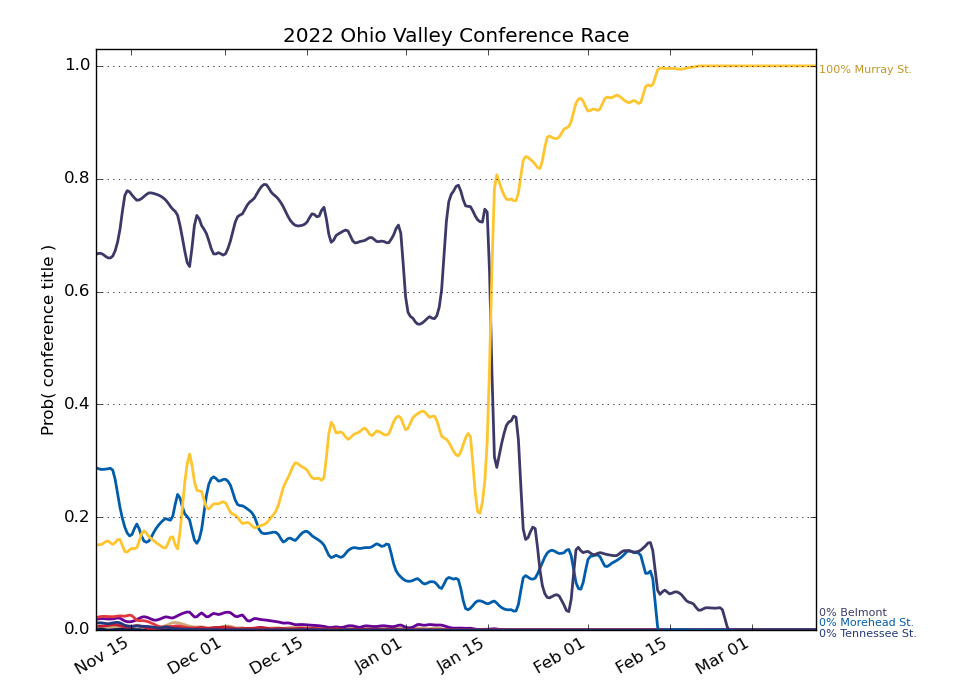 2022 Ohio Valley Conference Race
1.0
100% Murray St.
0.8
0.6
Prob( conference title )
0.4
0.2
0% Belmont
0% Morehead St.
0.0
0% Tennessee St.
Nov 15
Dec 01
Dec 15
Jan 01
Jan 15
Feb 01
Feb 15
Mar 01